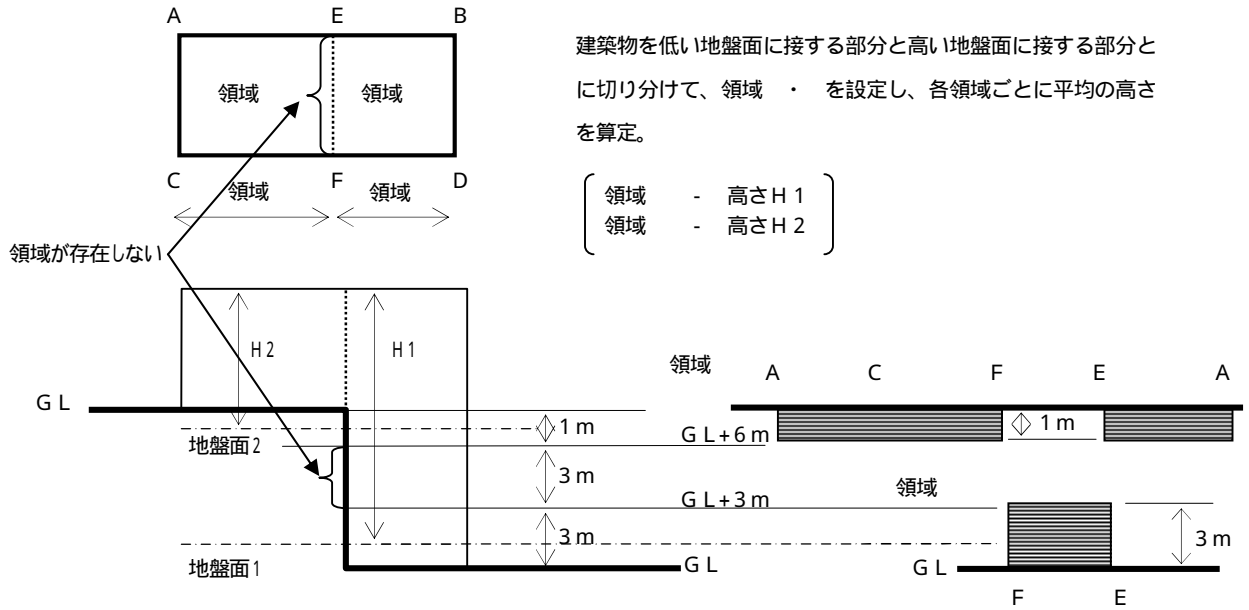 A E B
領域 領域
C F D
領域 領域
領域が存在しない
建築物を低い地盤面に接する部分と高い地盤面に接する部分と
に切り分けて、領域 ・ を設定し、各領域ごとに平均の高さ
を算定。
領域 - 高さH1
領域 - 高さH2
H2 H1
GL
地盤面2
地盤面1
1m
3m
3m
GL
GL+6m
GL+3m
領域
A C F E A
1m
領域
3m
GL
F E